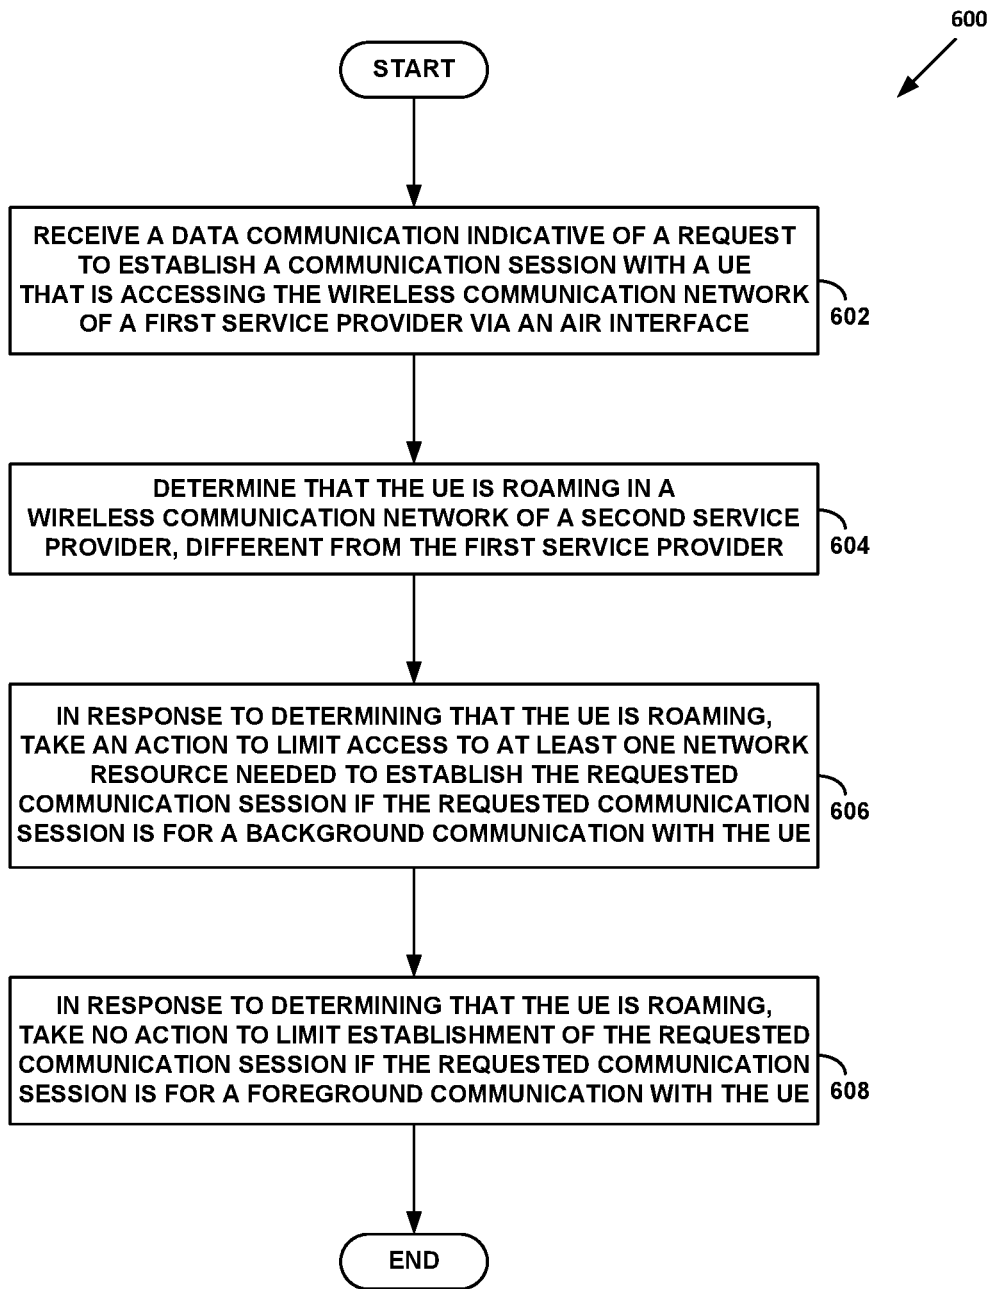 600
START
RECEIVE A DATA COMMUNICATION INDICATIVE OF A REQUEST
TO ESTABLISH A COMMUNICATION SESSION WITH A UE
THAT IS ACCESSING THE WIRELESS COMMUNICATION NETWORK
OF A FIRST SERVICE PROVIDER VIA AN AIR INTERFACE
602
DETERMINE THAT THE UE IS ROAMING IN A
WIRELESS COMMUNICATION NETWORK OF A SECOND SERVICE
PROVIDER, DIFFERENT FROM THE FIRST SERVICE PROVIDER
604
IN RESPONSE TO DETERMINING THAT THE UE IS ROAMING,
TAKE AN ACTION TO LIMIT ACCESS TO AT LEAST ONE NETWORK
RESOURCE NEEDED TO ESTABLISH THE REQUESTED
COMMUNICATION SESSION IF THE REQUESTED COMMUNICATION
SESSION IS FOR A BACKGROUND COMMUNICATION WITH THE UE
606
IN RESPONSE TO DETERMINING THAT THE UE IS ROAMING,
TAKE NO ACTION TO LIMIT ESTABLISHMENT OF THE REQUESTED
COMMUNICATION SESSION IF THE REQUESTED COMMUNICATION
SESSION IS FOR A FOREGROUND COMMUNICATION WITH THE UE
608
END